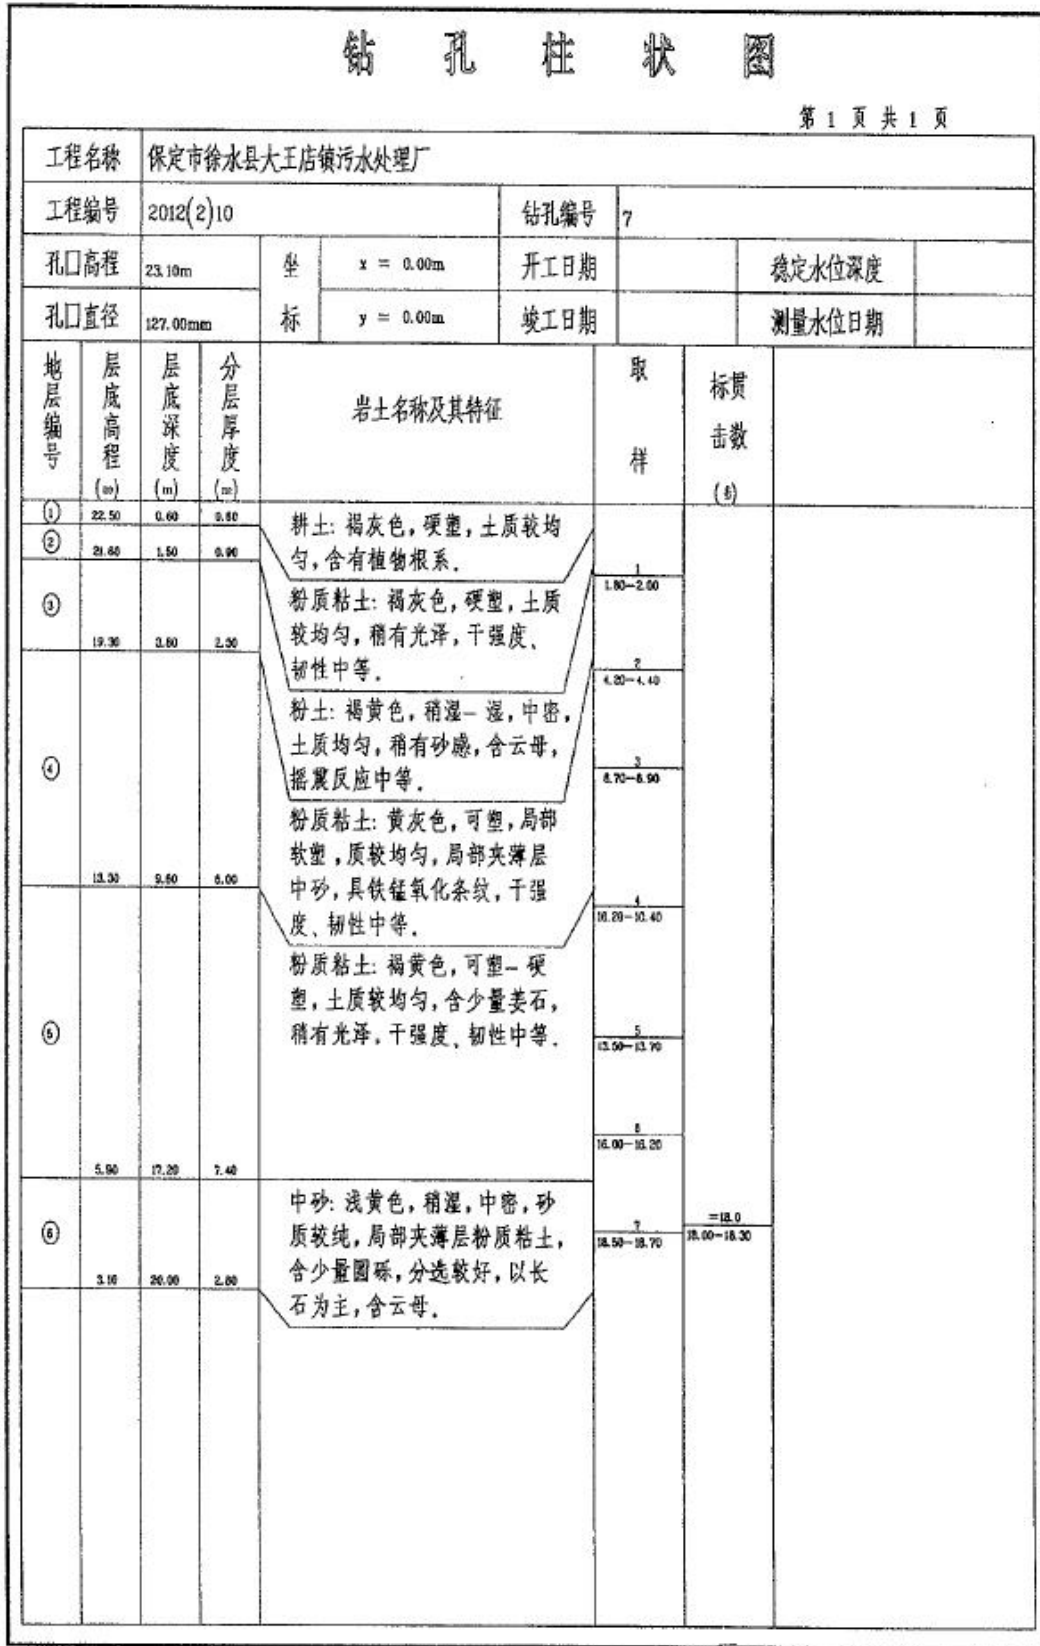 钻孔柱状图
第 1 页 共 1 页
工程名称 保定市徐水县大王店镇污水处理厂
工程编号 2012(2)10 钻孔编号 7
孔口高程 23.10m 坐 x = 0.00m 开工日期 稳定水位深度
孔口直径 127.00mm 标 y = 0.00m 竣工日期 测量水位日期
地层编号 层底高程(m) 层底深度(m) 分层厚度(m) 岩土名称及其特征 取样 标贯击数
① 22.50 0.60 0.60
耕土: 褐灰色, 硬塑, 土质较均
匀, 含有植物根系.
② 21.60 1.50 0.90
1
1.80-2.00
粉质粘土: 褐灰色, 硬塑, 土质
较均匀, 稍有光泽, 干强度、
韧性中等.
③ 19.30 3.80 2.30
2
4.20-4.40
粉土: 褐黄色, 稍湿- 湿, 中密,
土质均匀, 稍有砂感, 含云母,
摇震反应中等.
3
6.70-6.90
④ 13.30 9.80 6.00
粉质粘土: 黄灰色, 可塑, 局部
软塑, 质较均匀, 局部夹薄层
中砂, 具铁锰氧化条纹, 干强
度、韧性中等.
4
10.20-10.40
粉质粘土: 褐黄色, 可塑- 硬
塑, 土质较均匀, 含少量姜石,
稍有光泽, 干强度、韧性中等.
⑤ 5.90 17.20 7.40
5
13.50-13.70
6
16.00-16.20
中砂: 浅黄色, 稍湿, 中密, 砂
质较纯, 局部夹薄层粉质粘土,
含少量圆砾, 分选较好, 以长
石为主, 含云母.
⑥ 3.10 20.00 2.80
7
18.50-18.70
=18.0
18.00-18.30